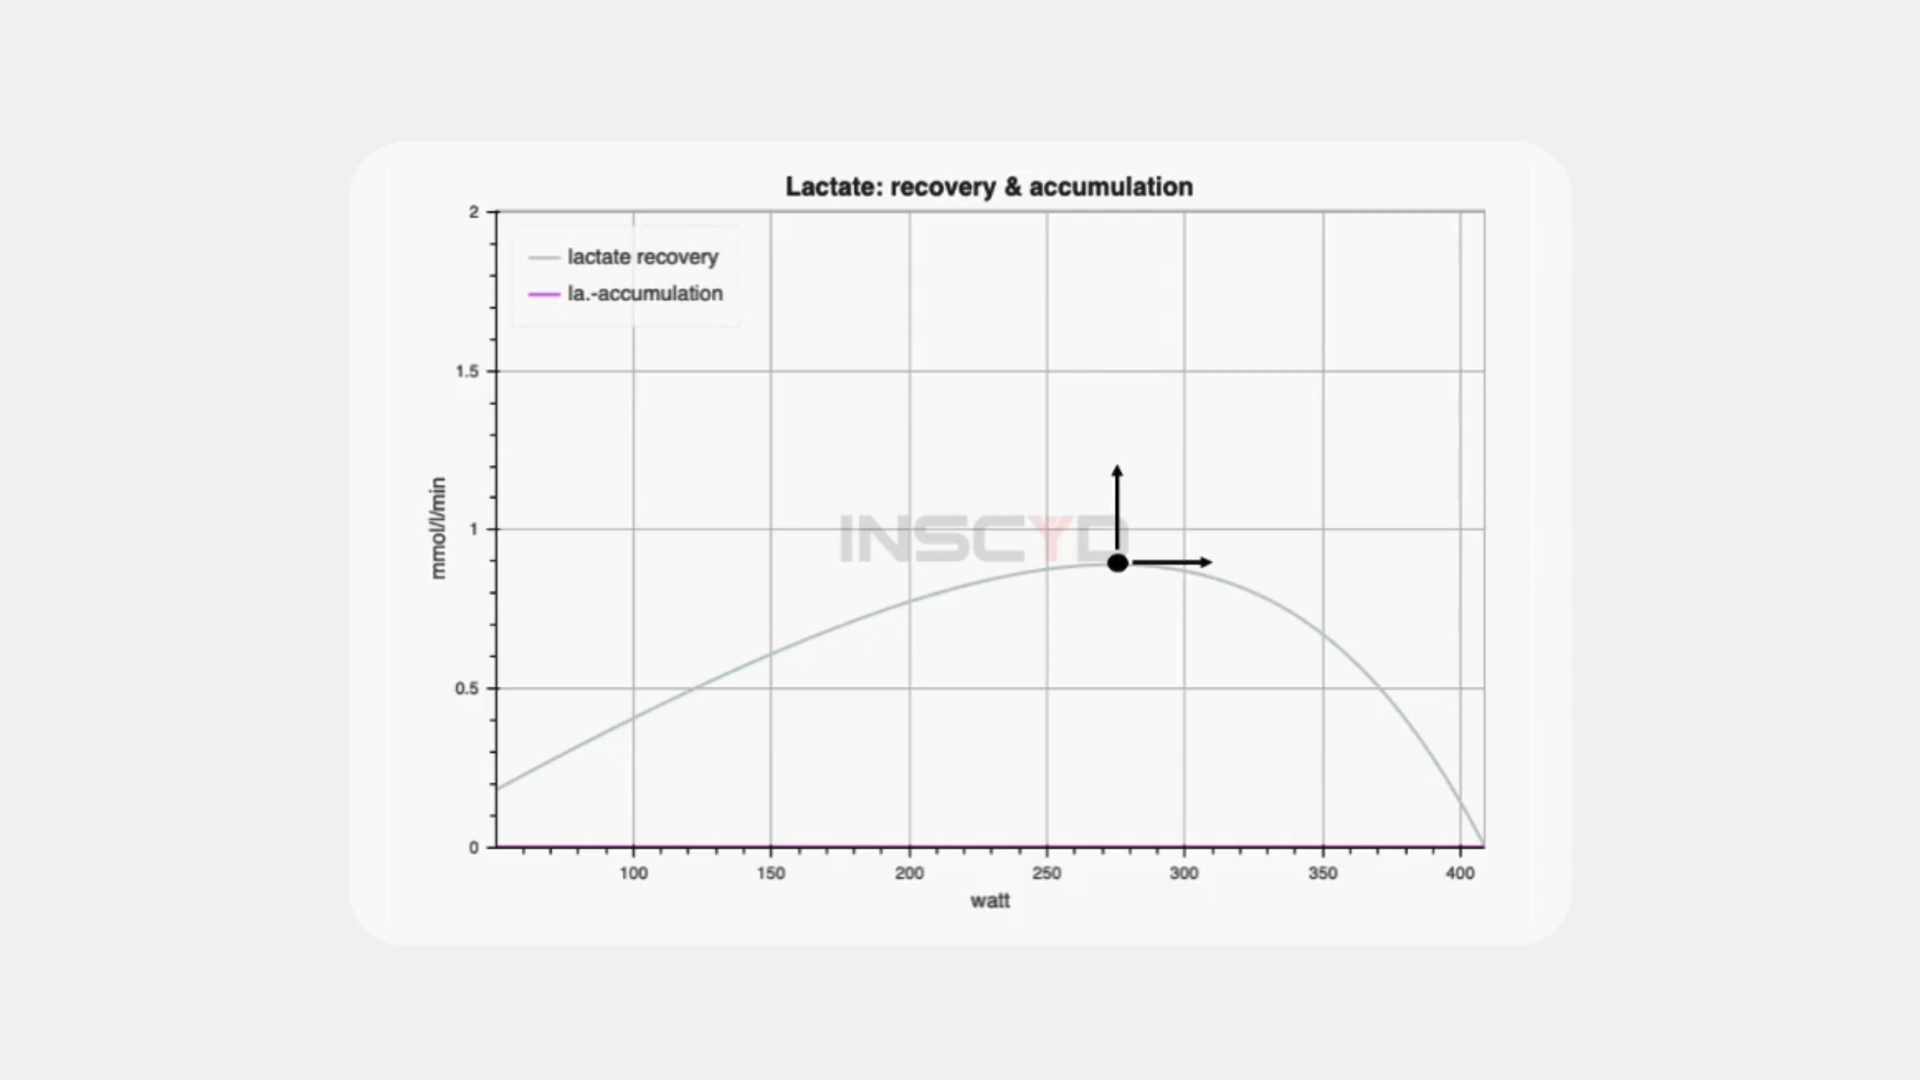 Lactate: recovery & accumulation
2
lactate recovery
la.-accumulation
1.5
mmol/l/min
1
INSCYD
0.5
0
100 150 200 250 300 350 400
watt